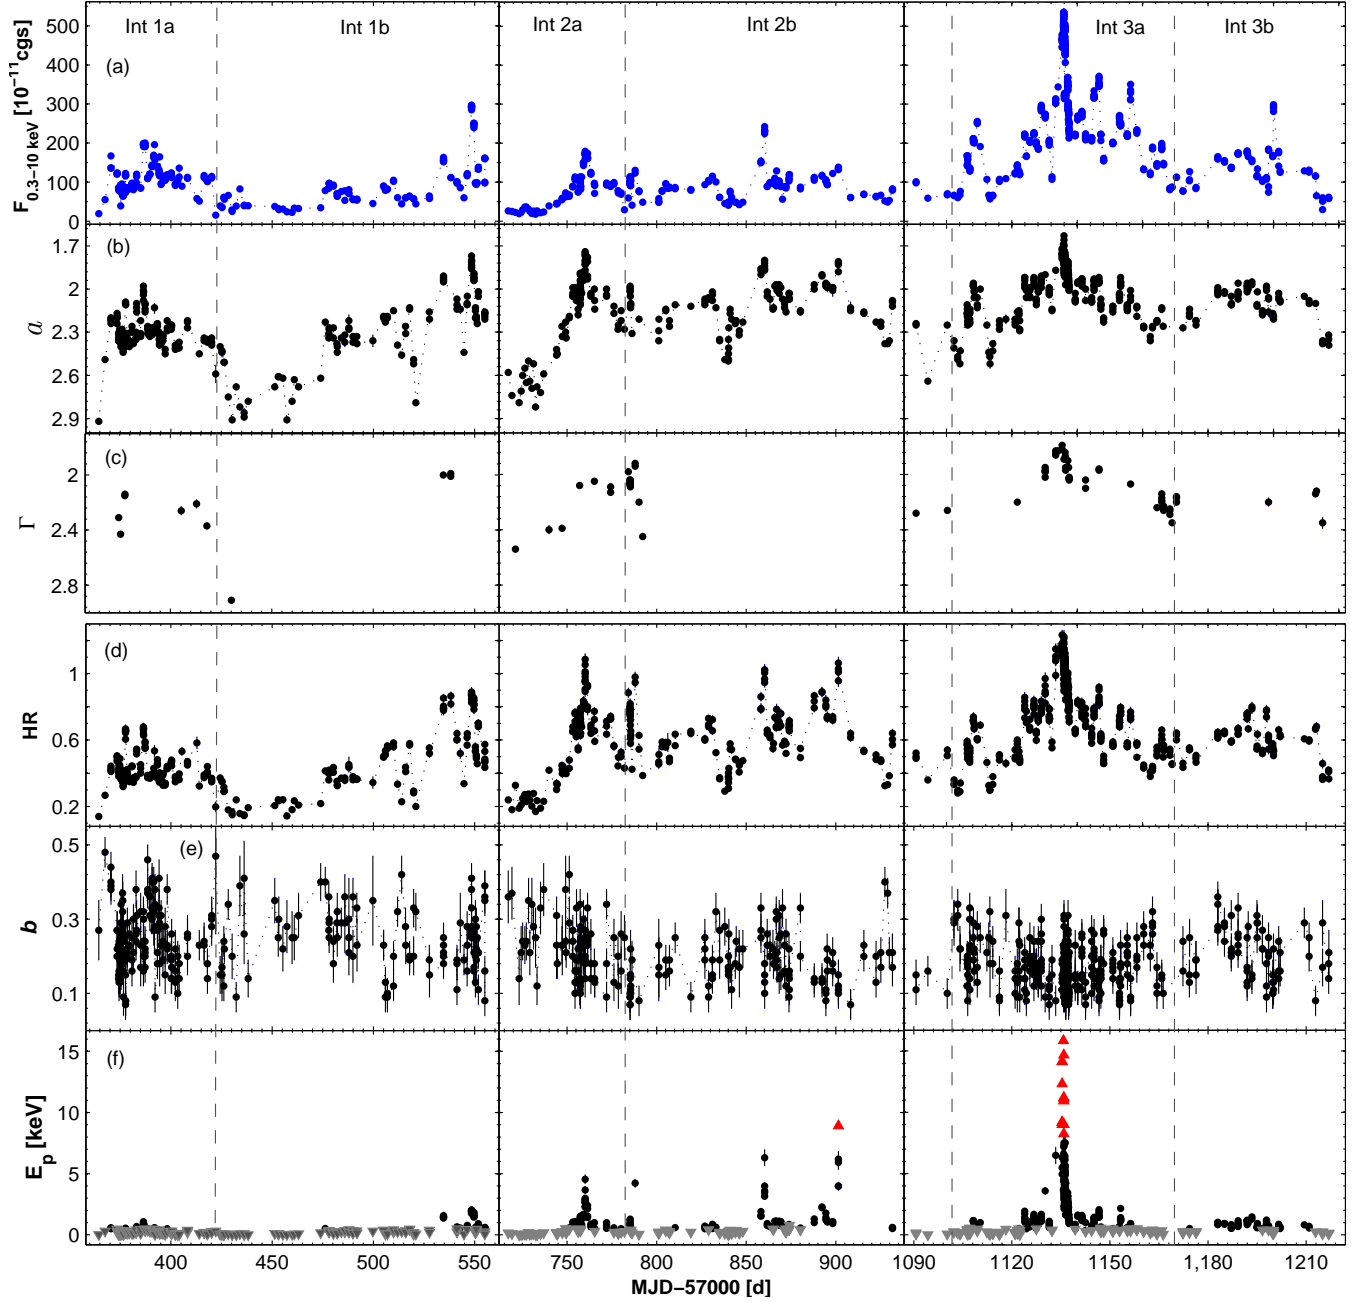 Int 1a Int 1b Int 2a Int 2b Int 3a Int 3b
(a)
F0.3−10 keV [10−11cgs]
500
400
300
200
100
0
(b)
a
1.7
2
2.3
2.6
2.9
(c)
Γ
2
2.4
2.8
(d)
HR
1
0.6
0.2
(e)
b
0.5
0.3
0.1
(f)
Ep [keV]
15
10
5
0
400 450 500 550 750 800 850 900 1090 1120 1150 1,180 1210
MJD−57000 [d]